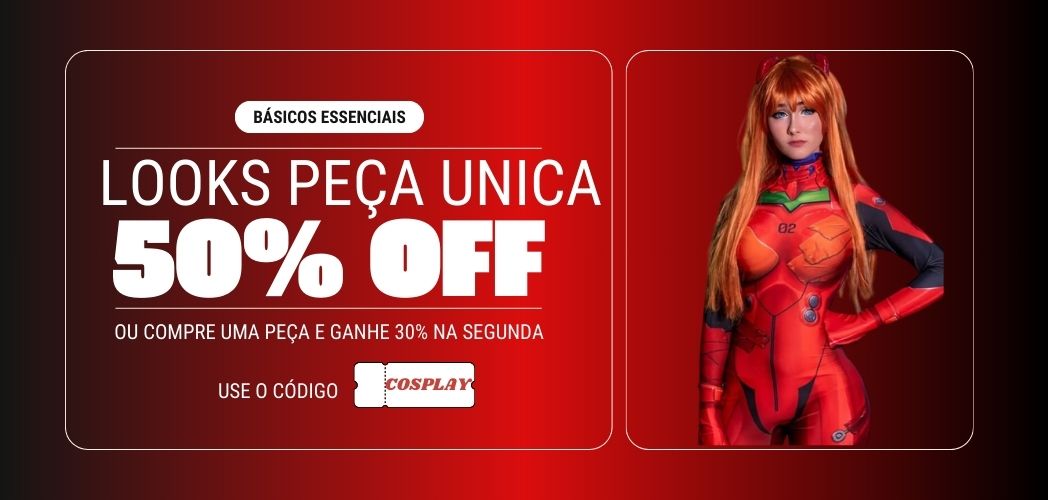 BÁSICOS ESSENCIAIS
LOOKS PEÇA UNICA
50% OFF
OU COMPRE UMA PEÇA E GANHE 30% NA SEGUNDA
USE O CÓDIGO
COSPLAY
02